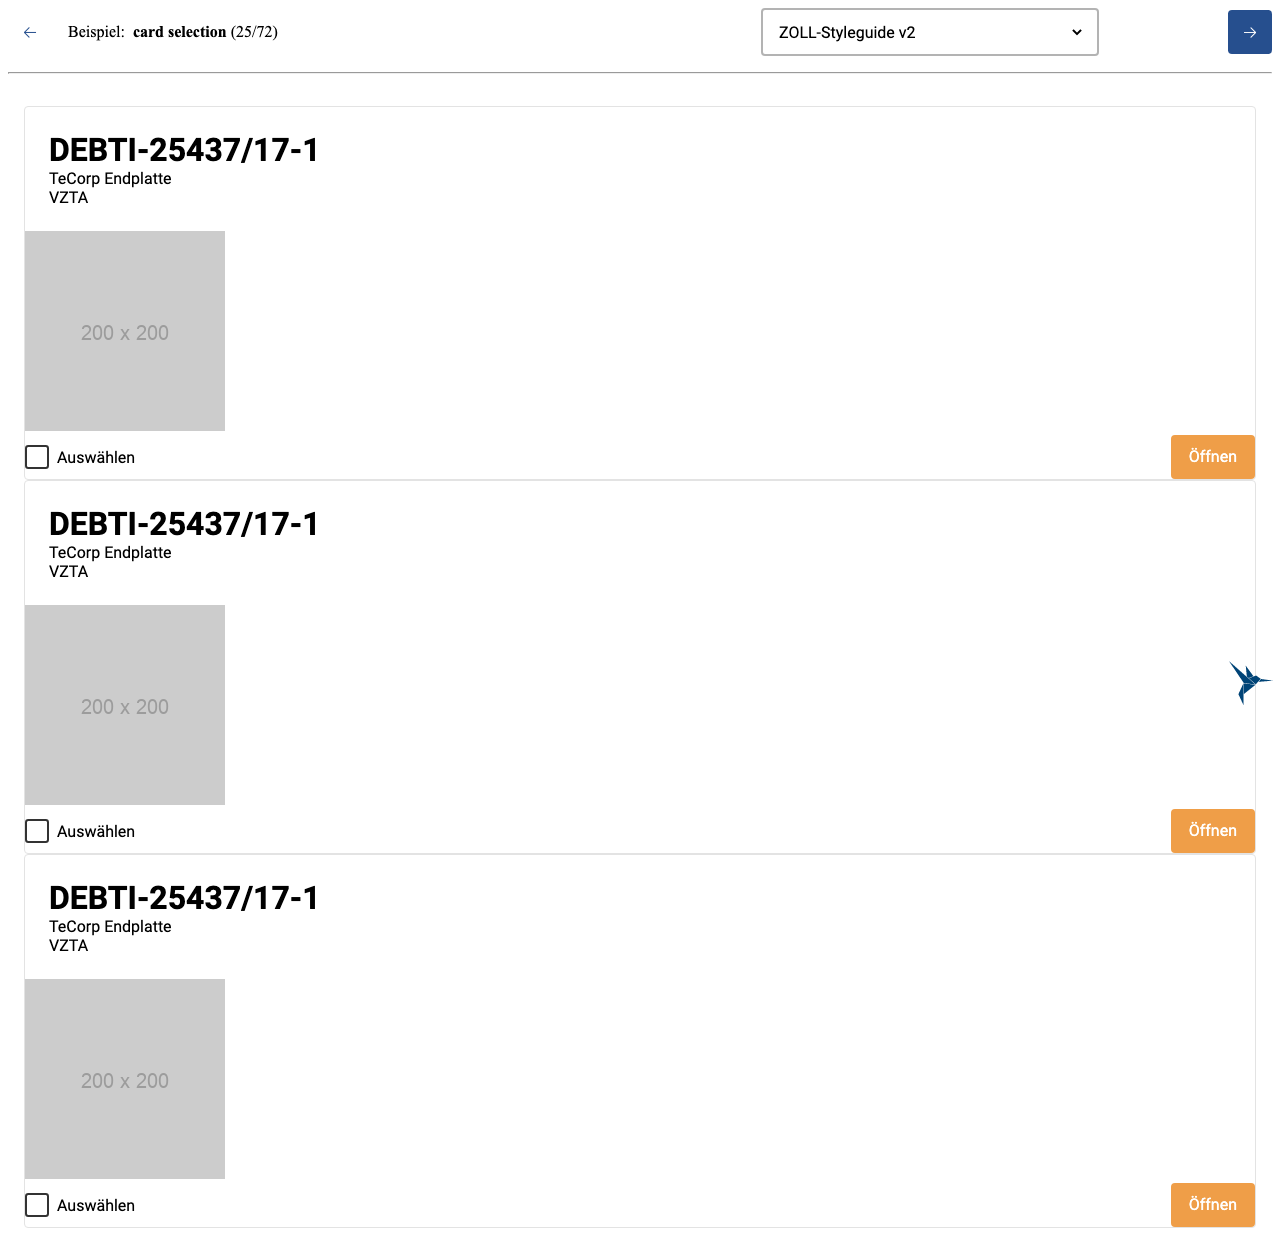 Beispiel: card selection (25/72)
ZOLL-Styleguide v2
DEBTI-25437/17-1
TeCorp Endplatte
VZTA
200 x 200
Auswählen
Öffnen
DEBTI-25437/17-1
TeCorp Endplatte
VZTA
200 x 200
Auswählen
Öffnen
DEBTI-25437/17-1
TeCorp Endplatte
VZTA
200 x 200
Auswählen
Öffnen